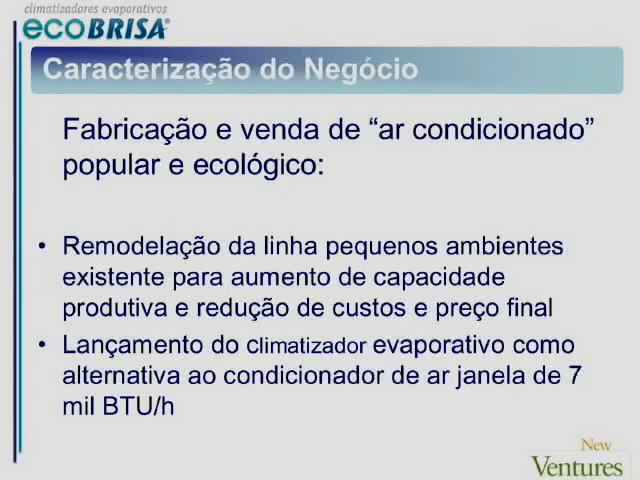 climatizadores evaporativos
ecoBRISA®
Caracterização do Negócio
Fabricação e venda de “ar condicionado”
popular e ecológico:
• Remodelação da linha pequenos ambientes
existente para aumento de capacidade
produtiva e redução de custos e preço final
• Lançamento do climatizador evaporativo como
alternativa ao condicionador de ar janela de 7
mil BTU/h
New
Ventures